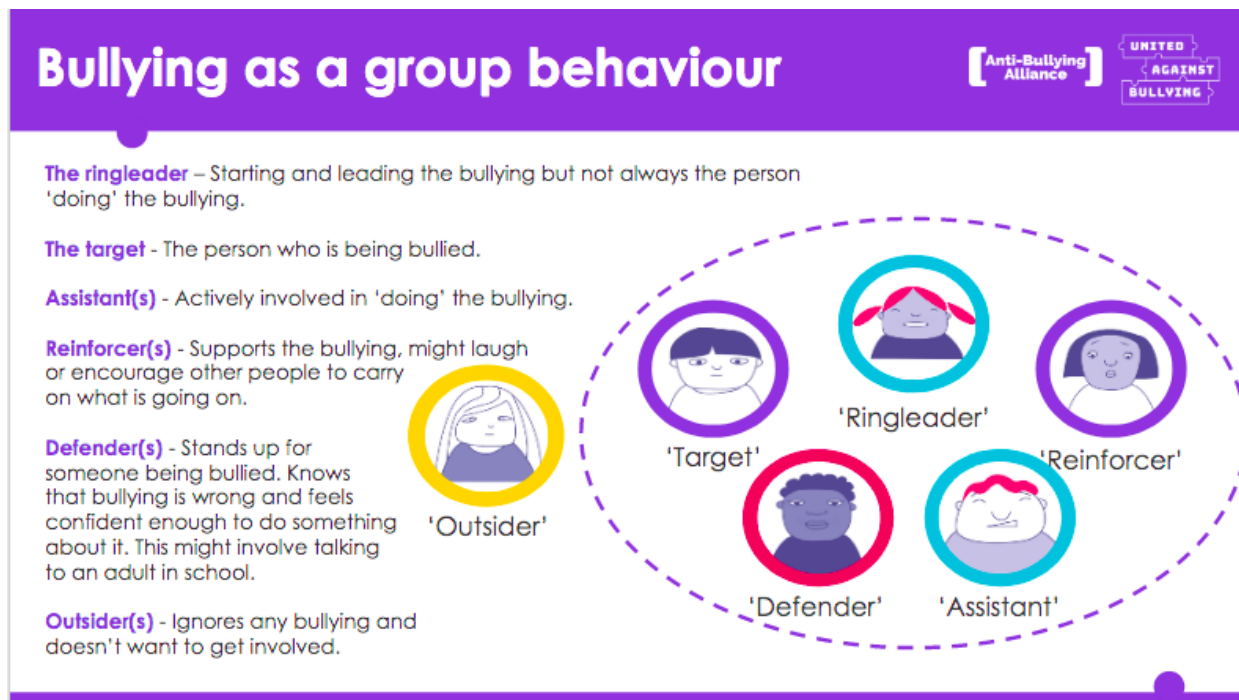 Bullying as a group behaviour
[Anti-Bullying
Alliance]
UNITED
AGAINST
BULLYING
The ringleader – Starting and leading the bullying but not always the person
‘doing’ the bullying.
The target - The person who is being bullied.
Assistant(s) - Actively involved in ‘doing’ the bullying.
Reinforcer(s) - Supports the bullying, might laugh
or encourage other people to carry
on what is going on.
Defender(s) - Stands up for
someone being bullied. Knows
that bullying is wrong and feels
confident enough to do something
about it. This might involve talking
to an adult in school.
Outsider(s) - Ignores any bullying and
doesn’t want to get involved.
‘Outsider’
‘Target’
‘Ringleader’
‘Reinforcer’
‘Defender’
‘Assistant’